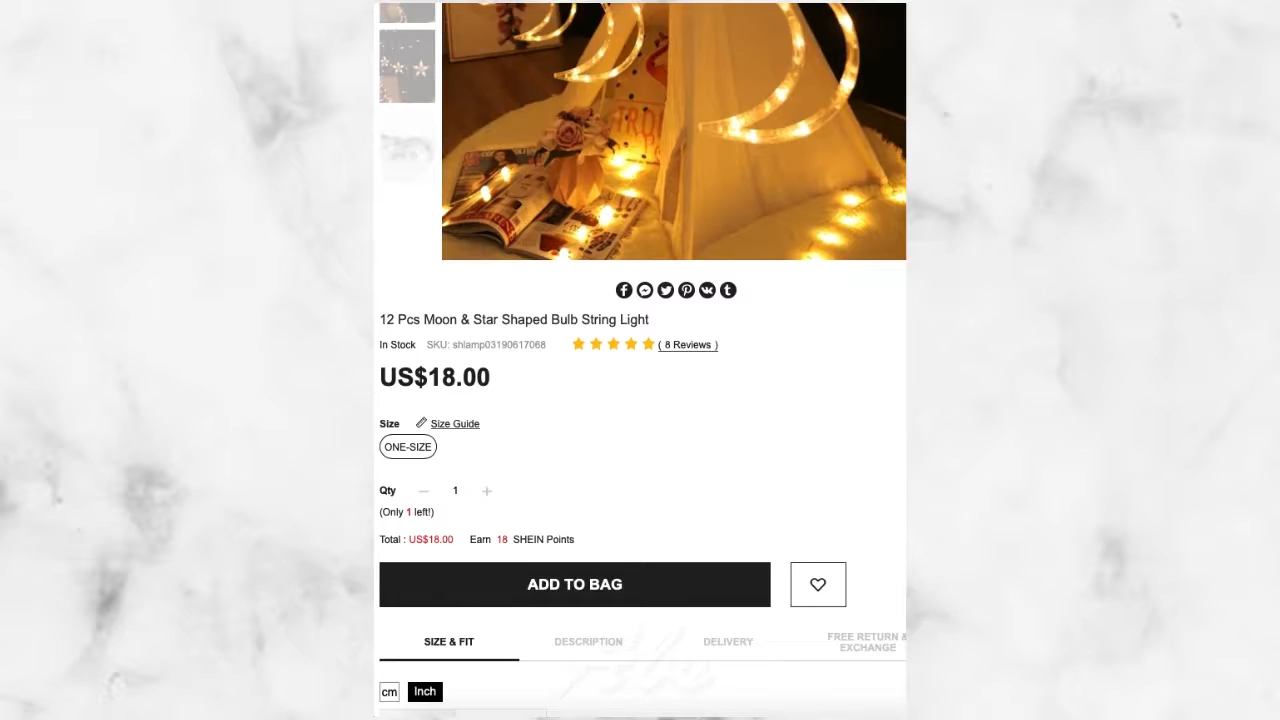 12 Pcs Moon & Star Shaped Bulb String Light
In Stock SKU: shlamp03190617068 ( 8 Reviews )
US$18.00
Size Size Guide
ONE-SIZE
Qty 1
(Only 1 left!)
Total : US$18.00 Earn 18 SHEIN Points
ADD TO BAG
SIZE & FIT DESCRIPTION DELIVERY FREE RETURN &
EXCHANGE
cm Inch